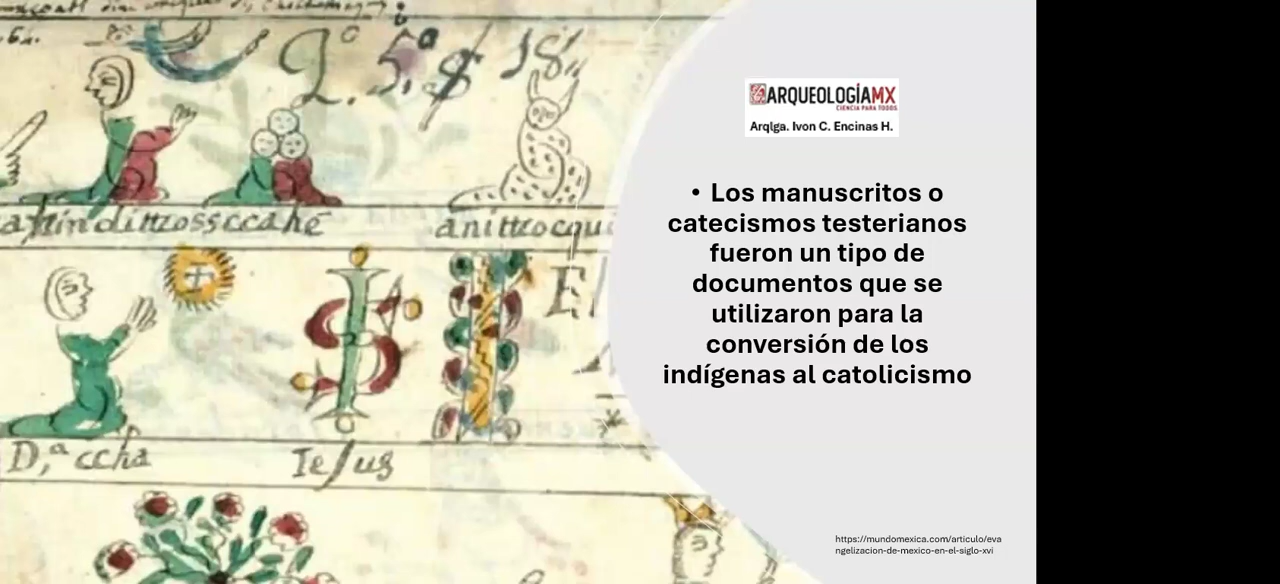 ARQUEOLOGÍAMX
CIENCIA PARA TODOS
Arqlga. Ivon C. Encinas H.
• Los manuscritos o
catecismos testerianos
fueron un tipo de
documentos que se
utilizaron para la
conversión de los
indígenas al catolicismo
D,ª ccha
Iesus
https://mundomexica.com/articulo/eva
ngelizacion-de-mexico-en-el-siglo-xvi